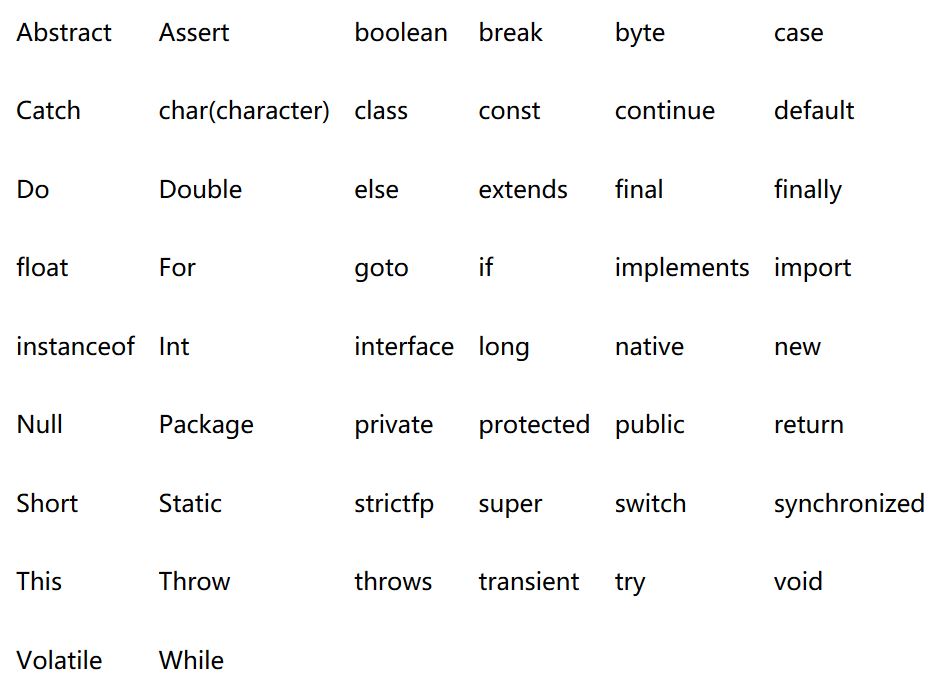 Abstract Assert boolean break byte case
Catch char(character) class const continue default
Do Double else extends final finally
float For goto if implements import
instanceof Int interface long native new
Null Package private protected public return
Short Static strictfp super switch synchronized
This Throw throws transient try void
Volatile While